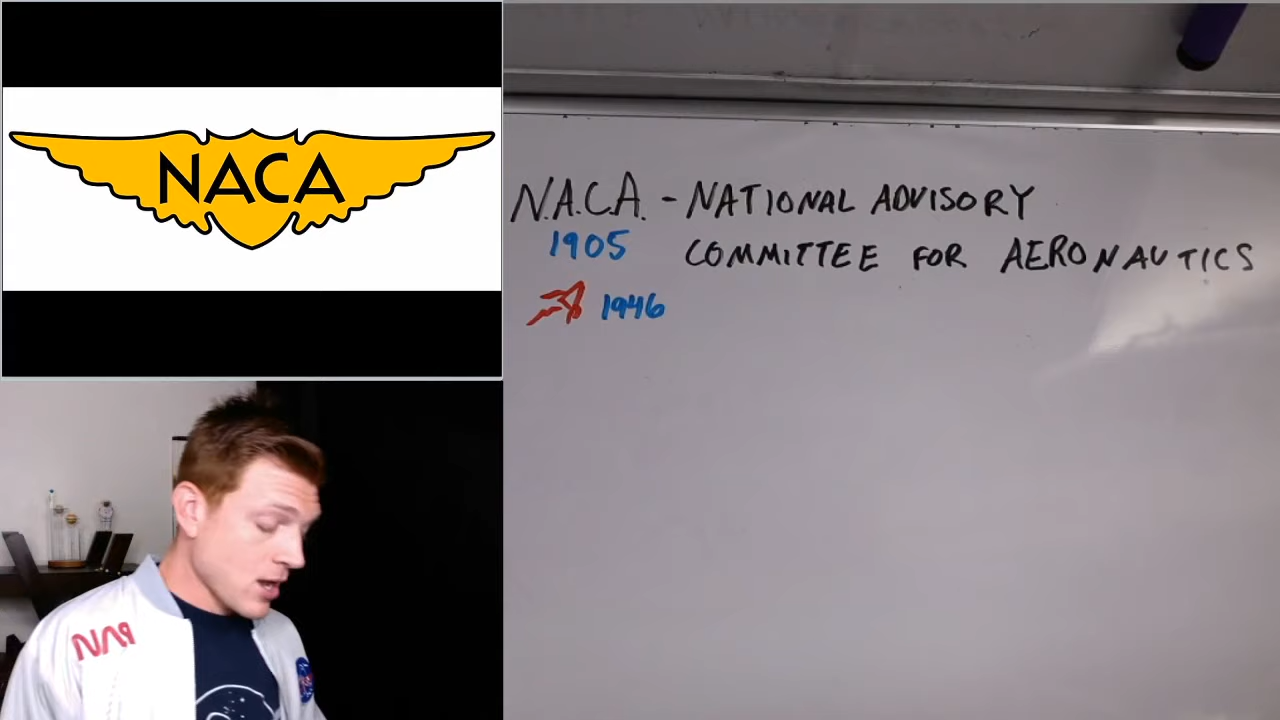 NACA
N.A.C.A. - NATIONAL ADVISORY
1905 COMMITTEE FOR AERONAUTICS
1946
NASA